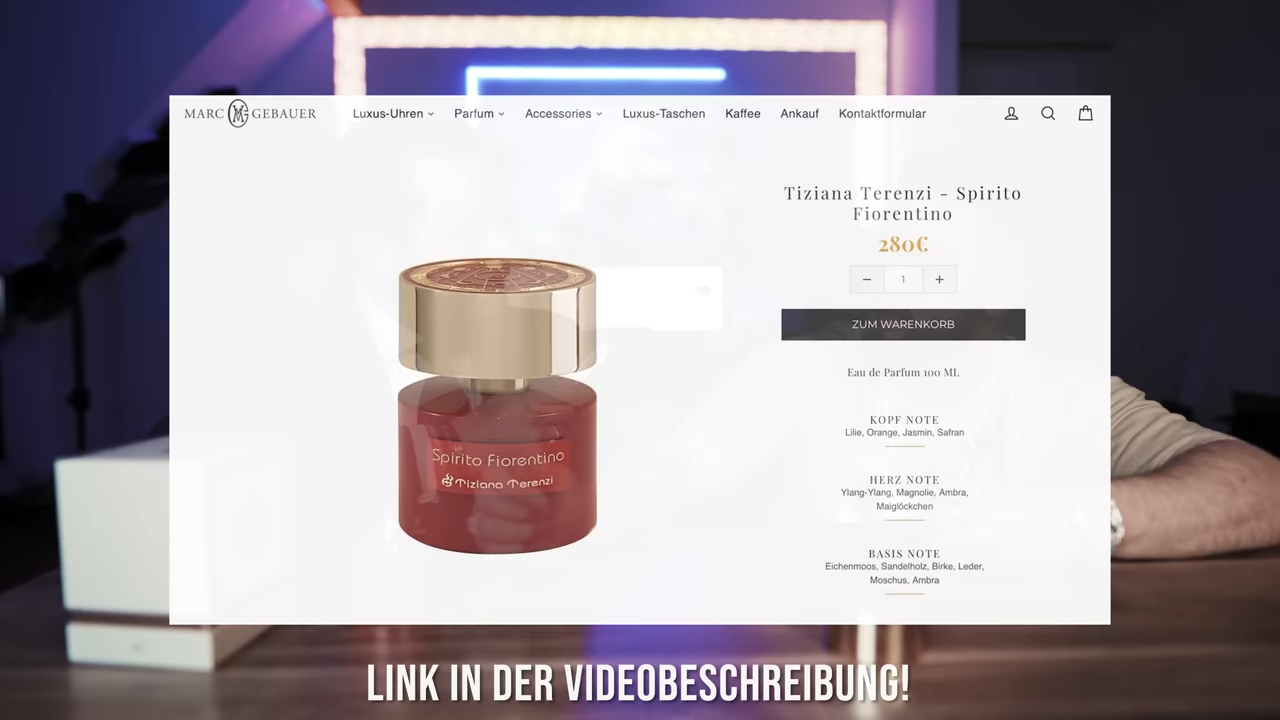 MARC GEBAUER
Luxus-Uhren Parfum Accessories Luxus-Taschen Kaffee Ankauf Kontaktformular
Tiziana Terenzi - Spirito
Fiorentino
280€
− 1 +
ZUM WARENKORB
Eau de Parfum 100 ML
KOPF NOTE
Lilie, Orange, Jasmin, Safran
HERZ NOTE
Ylang-Ylang, Magnolie, Ambra,
Maiglöckchen
BASIS NOTE
Eichenmoos, Sandelholz, Birke, Leder,
Moschus, Ambra
Spirito Fiorentino
Tiziana Terenzi
LINK IN DER VIDEOBESCHREIBUNG!